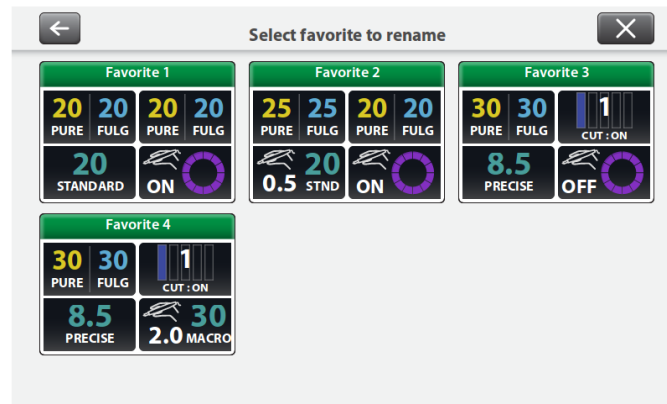 Select favorite to rename
Favorite 1
20 20 20 20
PURE FULG PURE FULG
20
STANDARD ON
Favorite 2
25 25 20 20
PURE FULG PURE FULG
0.5 20 STND ON
Favorite 3
30 30 1
PURE FULG CUT : ON
8.5
PRECISE OFF
Favorite 4
30 30 1
PURE FULG CUT : ON
8.5 30
PRECISE 2.0 MACRO